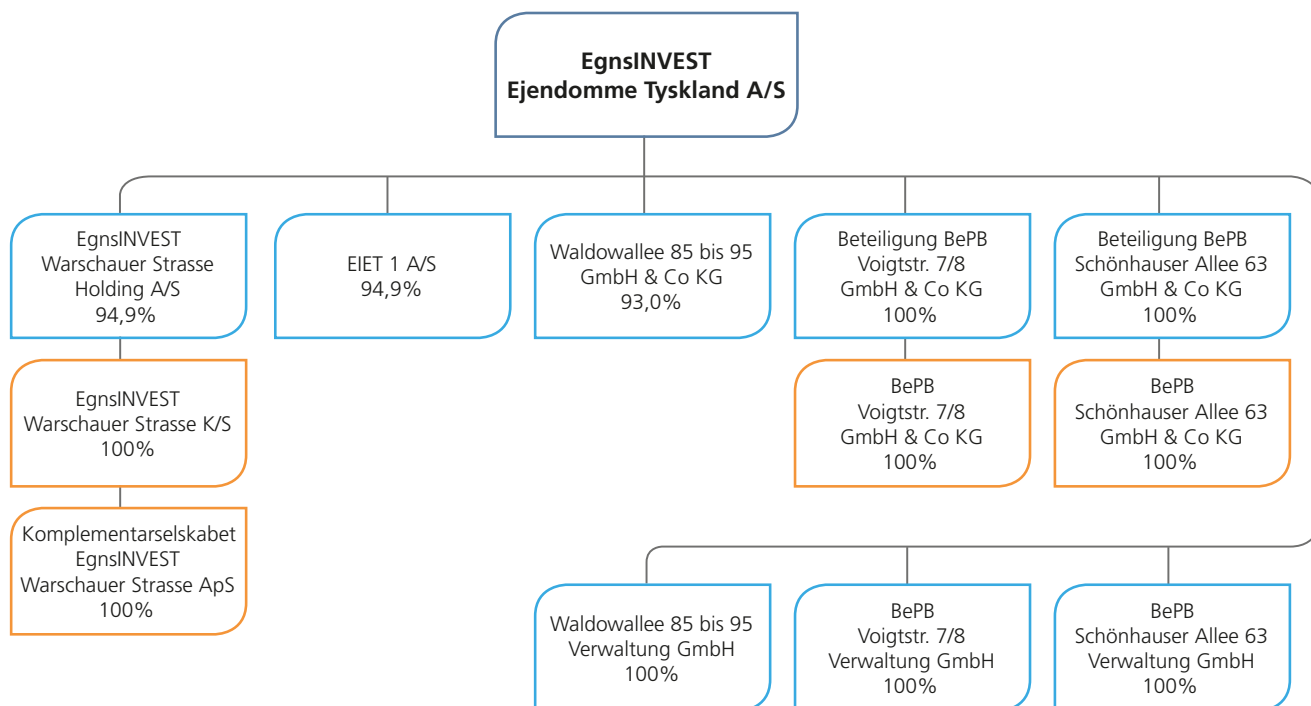 EgnsINVEST
Ejendomme Tyskland A/S
EgnsINVEST
Warschauer Strasse
Holding A/S
94,9%
EIET 1 A/S
94,9%
Waldowallee 85 bis 95
GmbH & Co KG
93,0%
Beteiligung BePB
Voigtstr. 7/8
GmbH & Co KG
100%
Beteiligung BePB
Schönhauser Allee 63
GmbH & Co KG
100%
EgnsINVEST
Warschauer Strasse K/S
100%
BePB
Voigtstr. 7/8
GmbH & Co KG
100%
BePB
Schönhauser Allee 63
GmbH & Co KG
100%
Komplementarselskabet
EgnsINVEST
Warschauer Strasse ApS
100%
Waldowallee 85 bis 95
Verwaltung GmbH
100%
BePB
Voigtstr. 7/8
Verwaltung GmbH
100%
BePB
Schönhauser Allee 63
Verwaltung GmbH
100%